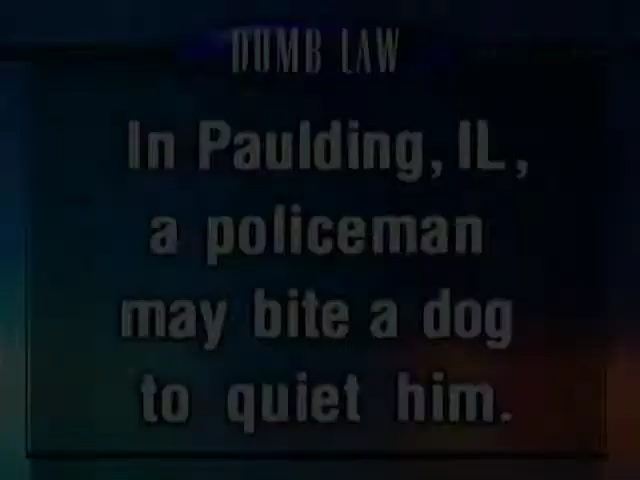 DUMB LAW
In Paulding, IL,
a policeman
may bite a dog
to quiet him.